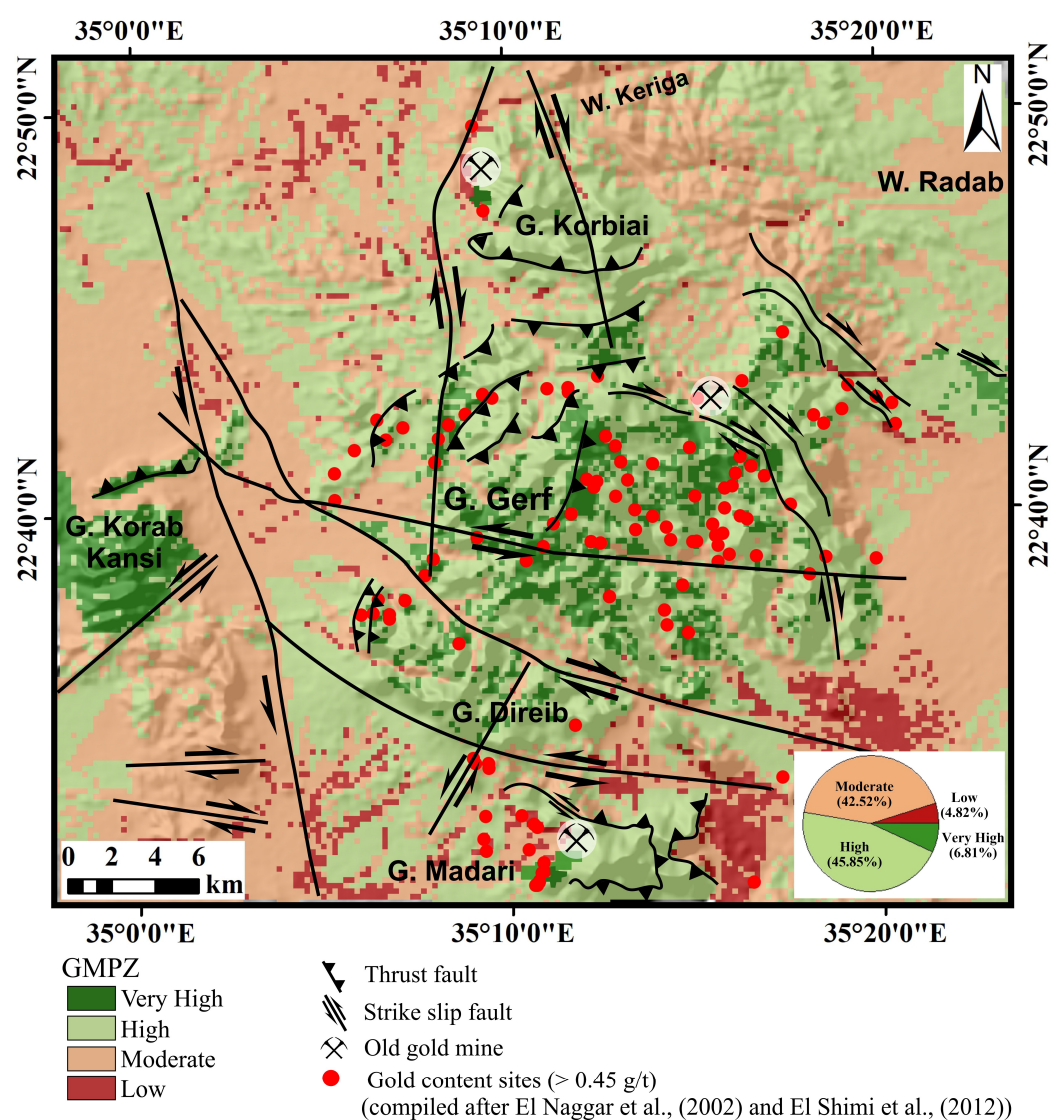 35°0'0"E 35°10'0"E 35°20'0"E
22°50'0"N
22°50'0"N
N
W. Keriga
W. Radab
G. Korbiai
G. Gerf
22°40'0"N
22°40'0"N
G. Korab
Kansi
G. Direib
G. Madari
Moderate
(42.52%)
Low
(4.82%)
Very High
(6.81%)
High
(45.85%)
0 2 4 6
km
35°0'0"E 35°10'0"E 35°20'0"E
GMPZ
Very High
High
Moderate
Low
Thrust fault
Strike slip fault
Old gold mine
Gold content sites (> 0.45 g/t)
(compiled after El Naggar et al., (2002) and El Shimi et al., (2012))